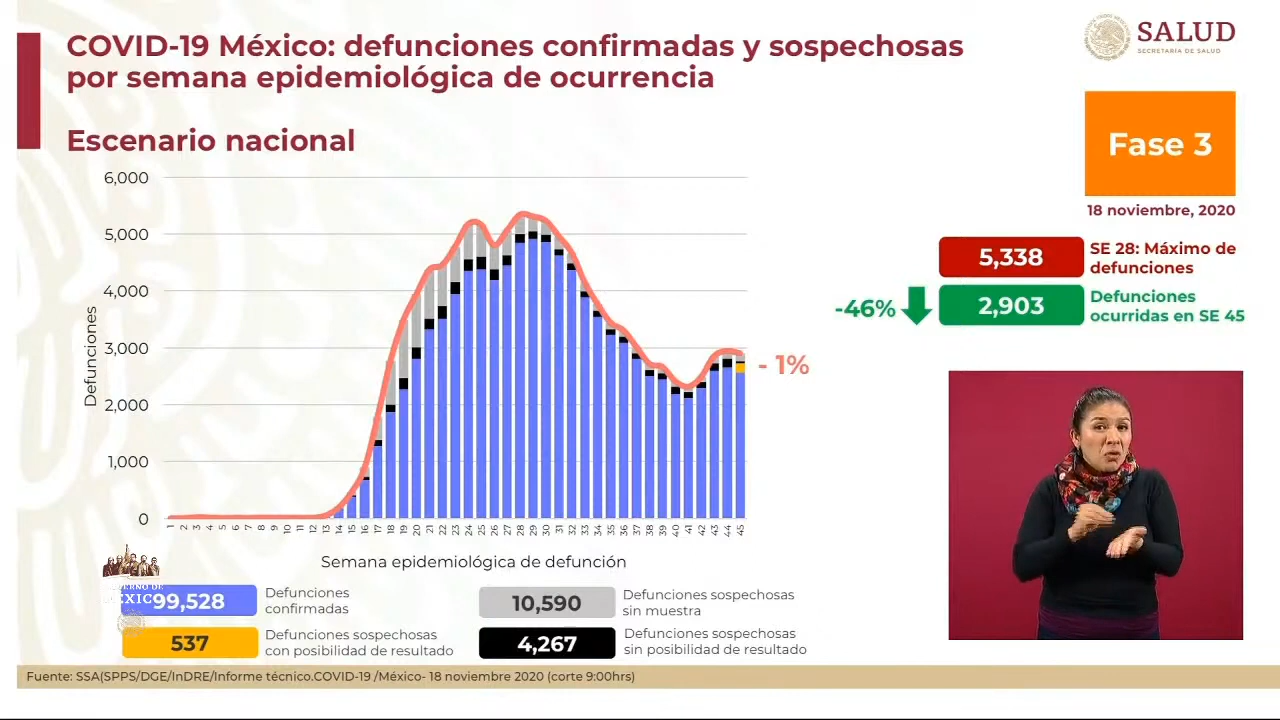 COVID-19 México: defunciones confirmadas y sospechosas
por semana epidemiológica de ocurrencia
Escenario nacional
SALUD
SECRETARÍA DE SALUD
Fase 3
18 noviembre, 2020
5,338
SE 28: Máximo de
defunciones
-46%
2,903
Defunciones
ocurridas en SE 45
6,000
5,000
4,000
3,000
2,000
1,000
0
Defunciones
- 1%
1 2 3 4 5 6 7 8 9 10 11 12 13 14 15 16 17 18 19 20 21 22 23 24 25 26 27 28 29 30 31 32 33 34 35 36 37 38 39 40 41 42 43 44 45
Semana epidemiológica de defunción
99,528
Defunciones
confirmadas
10,590
Defunciones sospechosas
sin muestra
537
Defunciones sospechosas
con posibilidad de resultado
4,267
Defunciones sospechosas
sin posibilidad de resultado
Fuente: SSA(SPPS/DGE/InDRE/Informe técnico.COVID-19 /México- 18 noviembre 2020 (corte 9:00hrs)